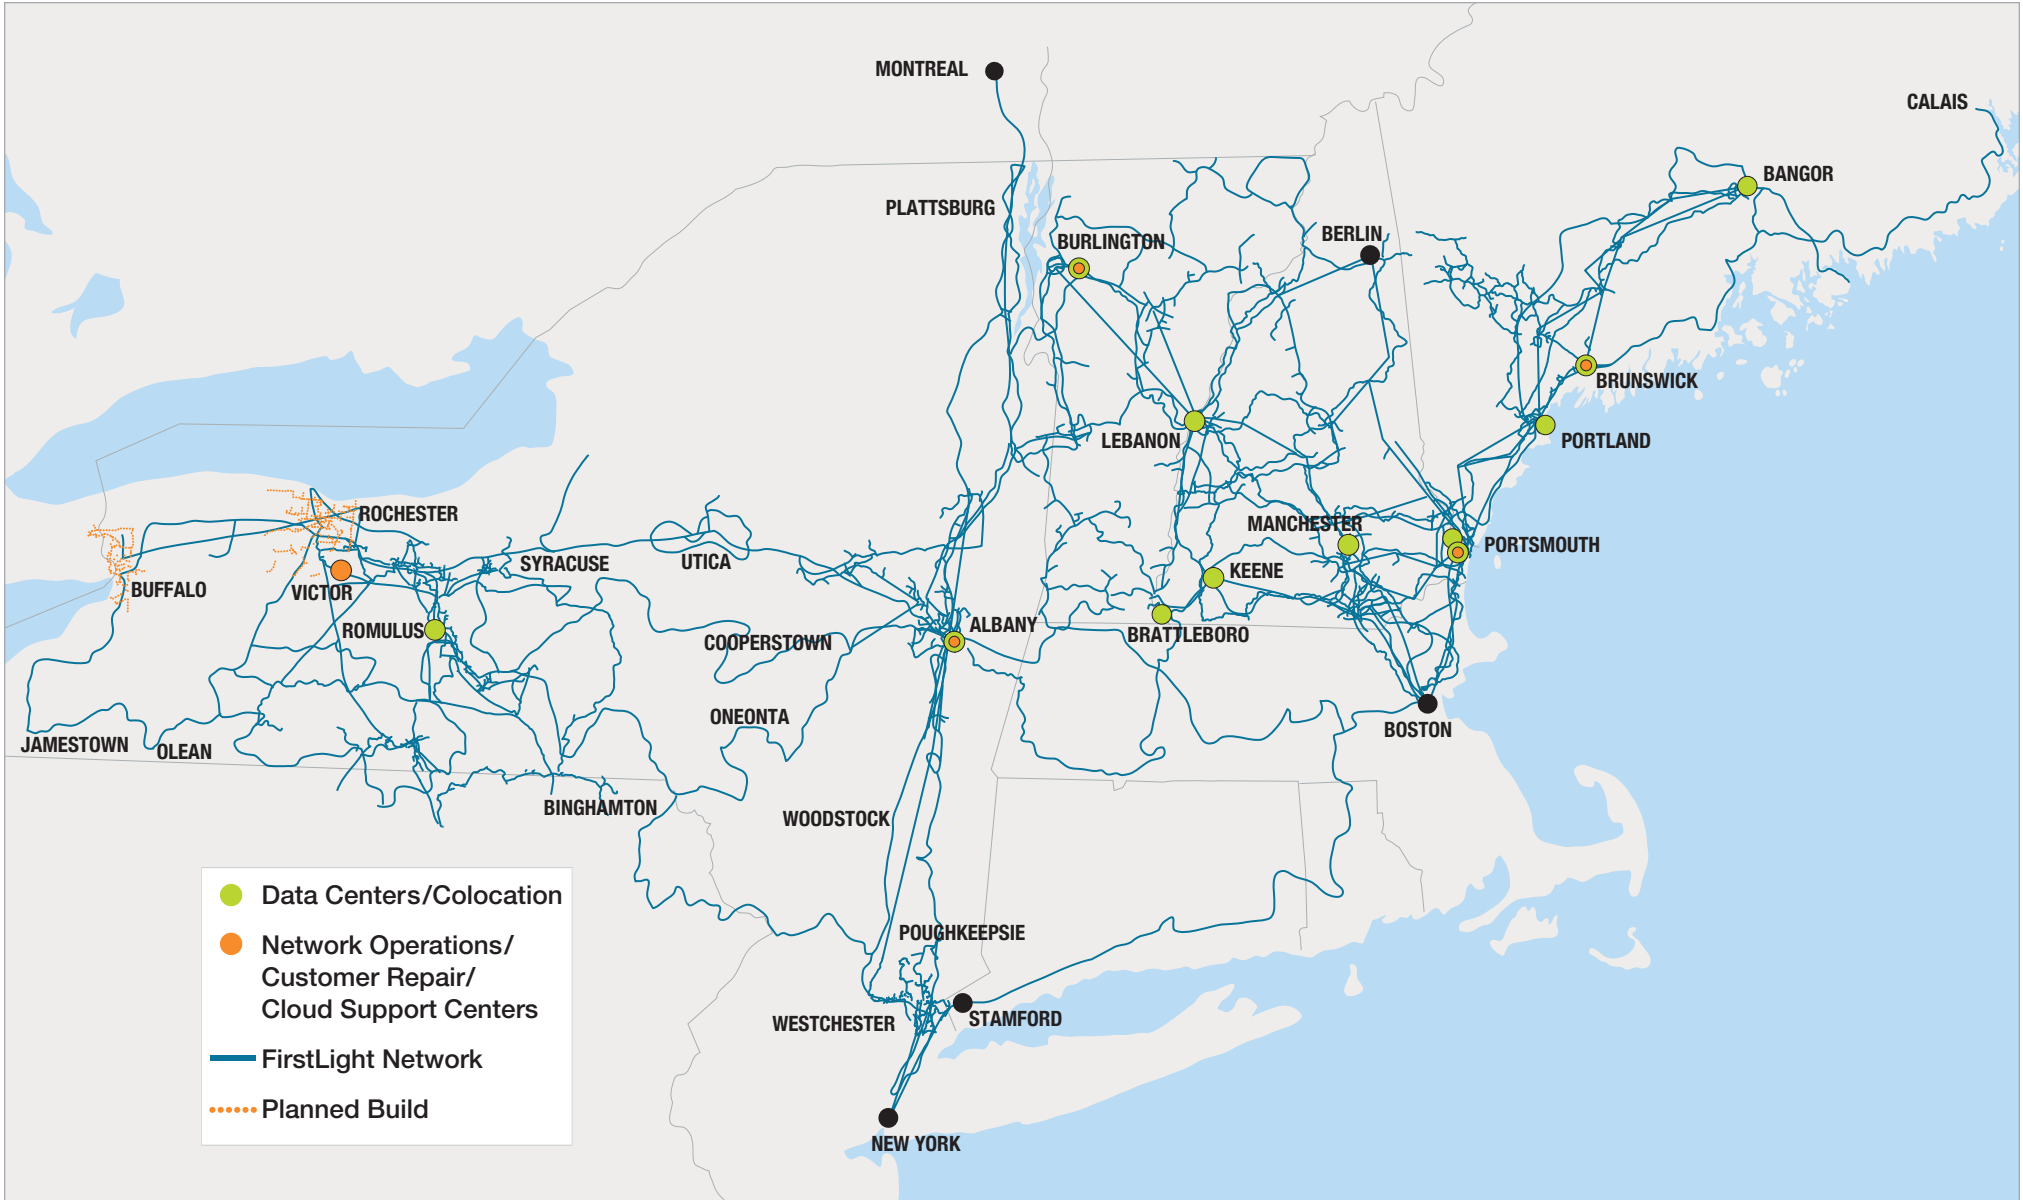 MONTREAL
CALAIS
BANGOR
PLATTSBURG
BURLINGTON
BERLIN
BRUNSWICK
LEBANON
PORTLAND
ROCHESTER
MANCHESTER
PORTSMOUTH
SYRACUSE
UTICA
KEENE
BUFFALO
VICTOR
ROMULUS
ALBANY
BRATTLEBORO
COOPERSTOWN
ONEONTA
BOSTON
JAMESTOWN
OLEAN
BINGHAMTON
WOODSTOCK
POUGHKEEPSIE
WESTCHESTER
STAMFORD
NEW YORK
Data Centers/Colocation
Network Operations/
Customer Repair/
Cloud Support Centers
FirstLight Network
Planned Build